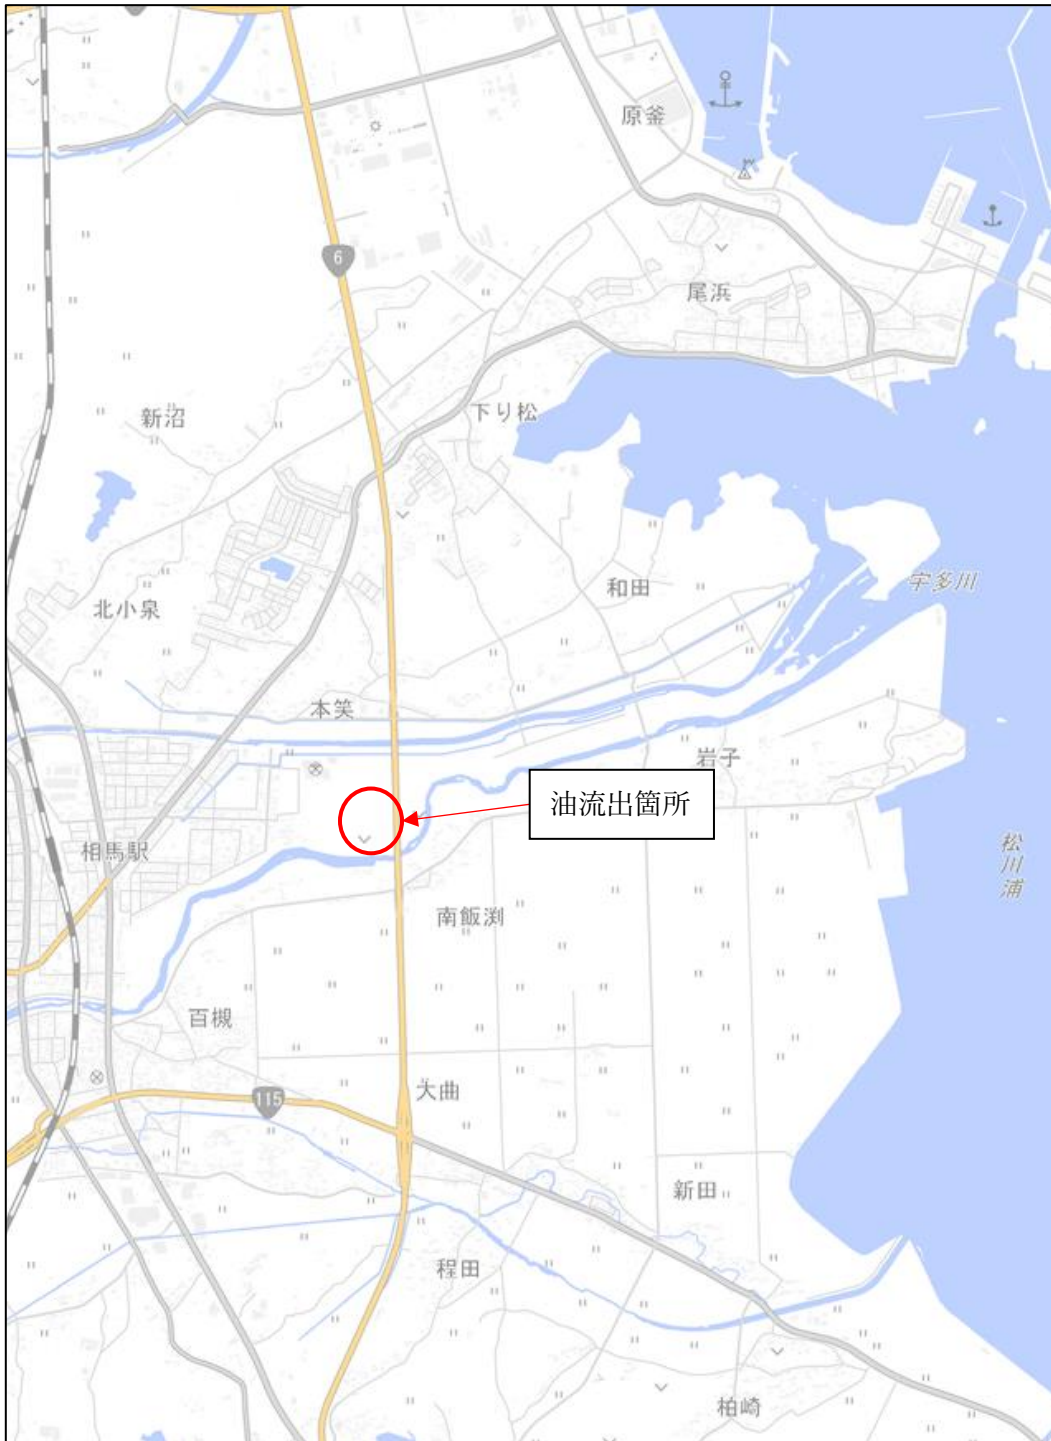 原釜
6
尾浜
下り松
新沼
和田
宇多川
北小泉
本笑
岩子
油流出箇所
相馬駅
松川浦
南飯渕
百槻
大曲
115
新田
程田
柏崎